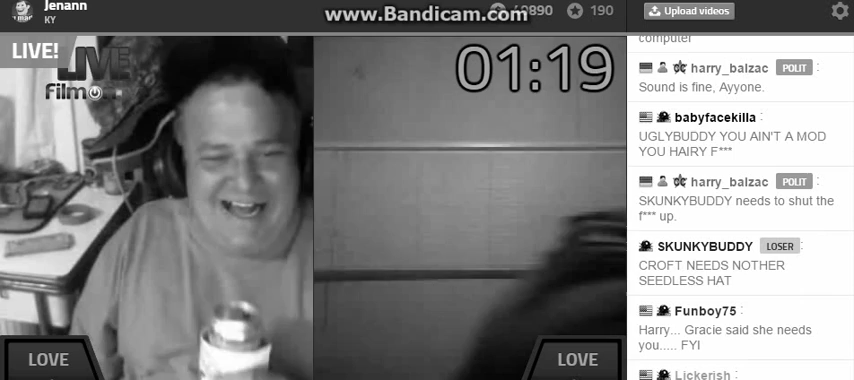 Jenann
KY
www.Bandicam.com
190
Upload videos
LIVE!
LIVE
Filmon
01:19
LOVE
LOVE
computer
harry_balzac POLIT :
Sound is fine, Ayyone.
babyfacekilla :
UGLYBUDDY YOU AIN'T A MOD
YOU HAIRY F***
harry_balzac POLIT :
SKUNKYBUDDY needs to shut the
f*** up.
SKUNKYBUDDY LOSER :
CROFT NEEDS NOTHER
SEEDLESS HAT
Funboy75 :
Harry... Gracie said she needs
you..... FYI
Lickerish :